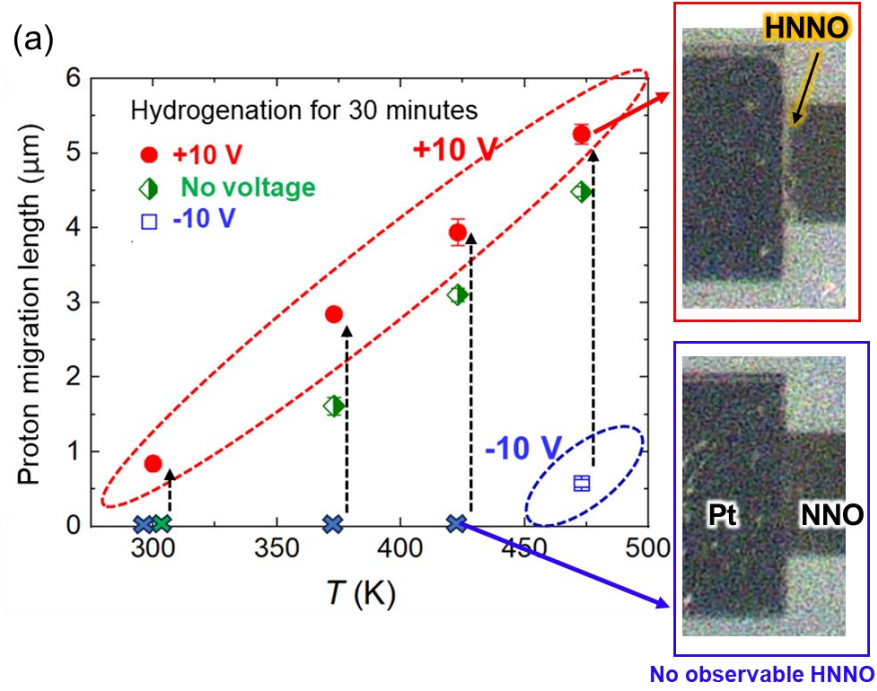 (a)
HNNO
Hydrogenation for 30 minutes
+10 V
No voltage
-10 V
+10 V
-10 V
Proton migration length (μm)
6
5
4
3
2
1
0
300
350
400
450
500
T (K)
Pt
NNO
No observable HNNO